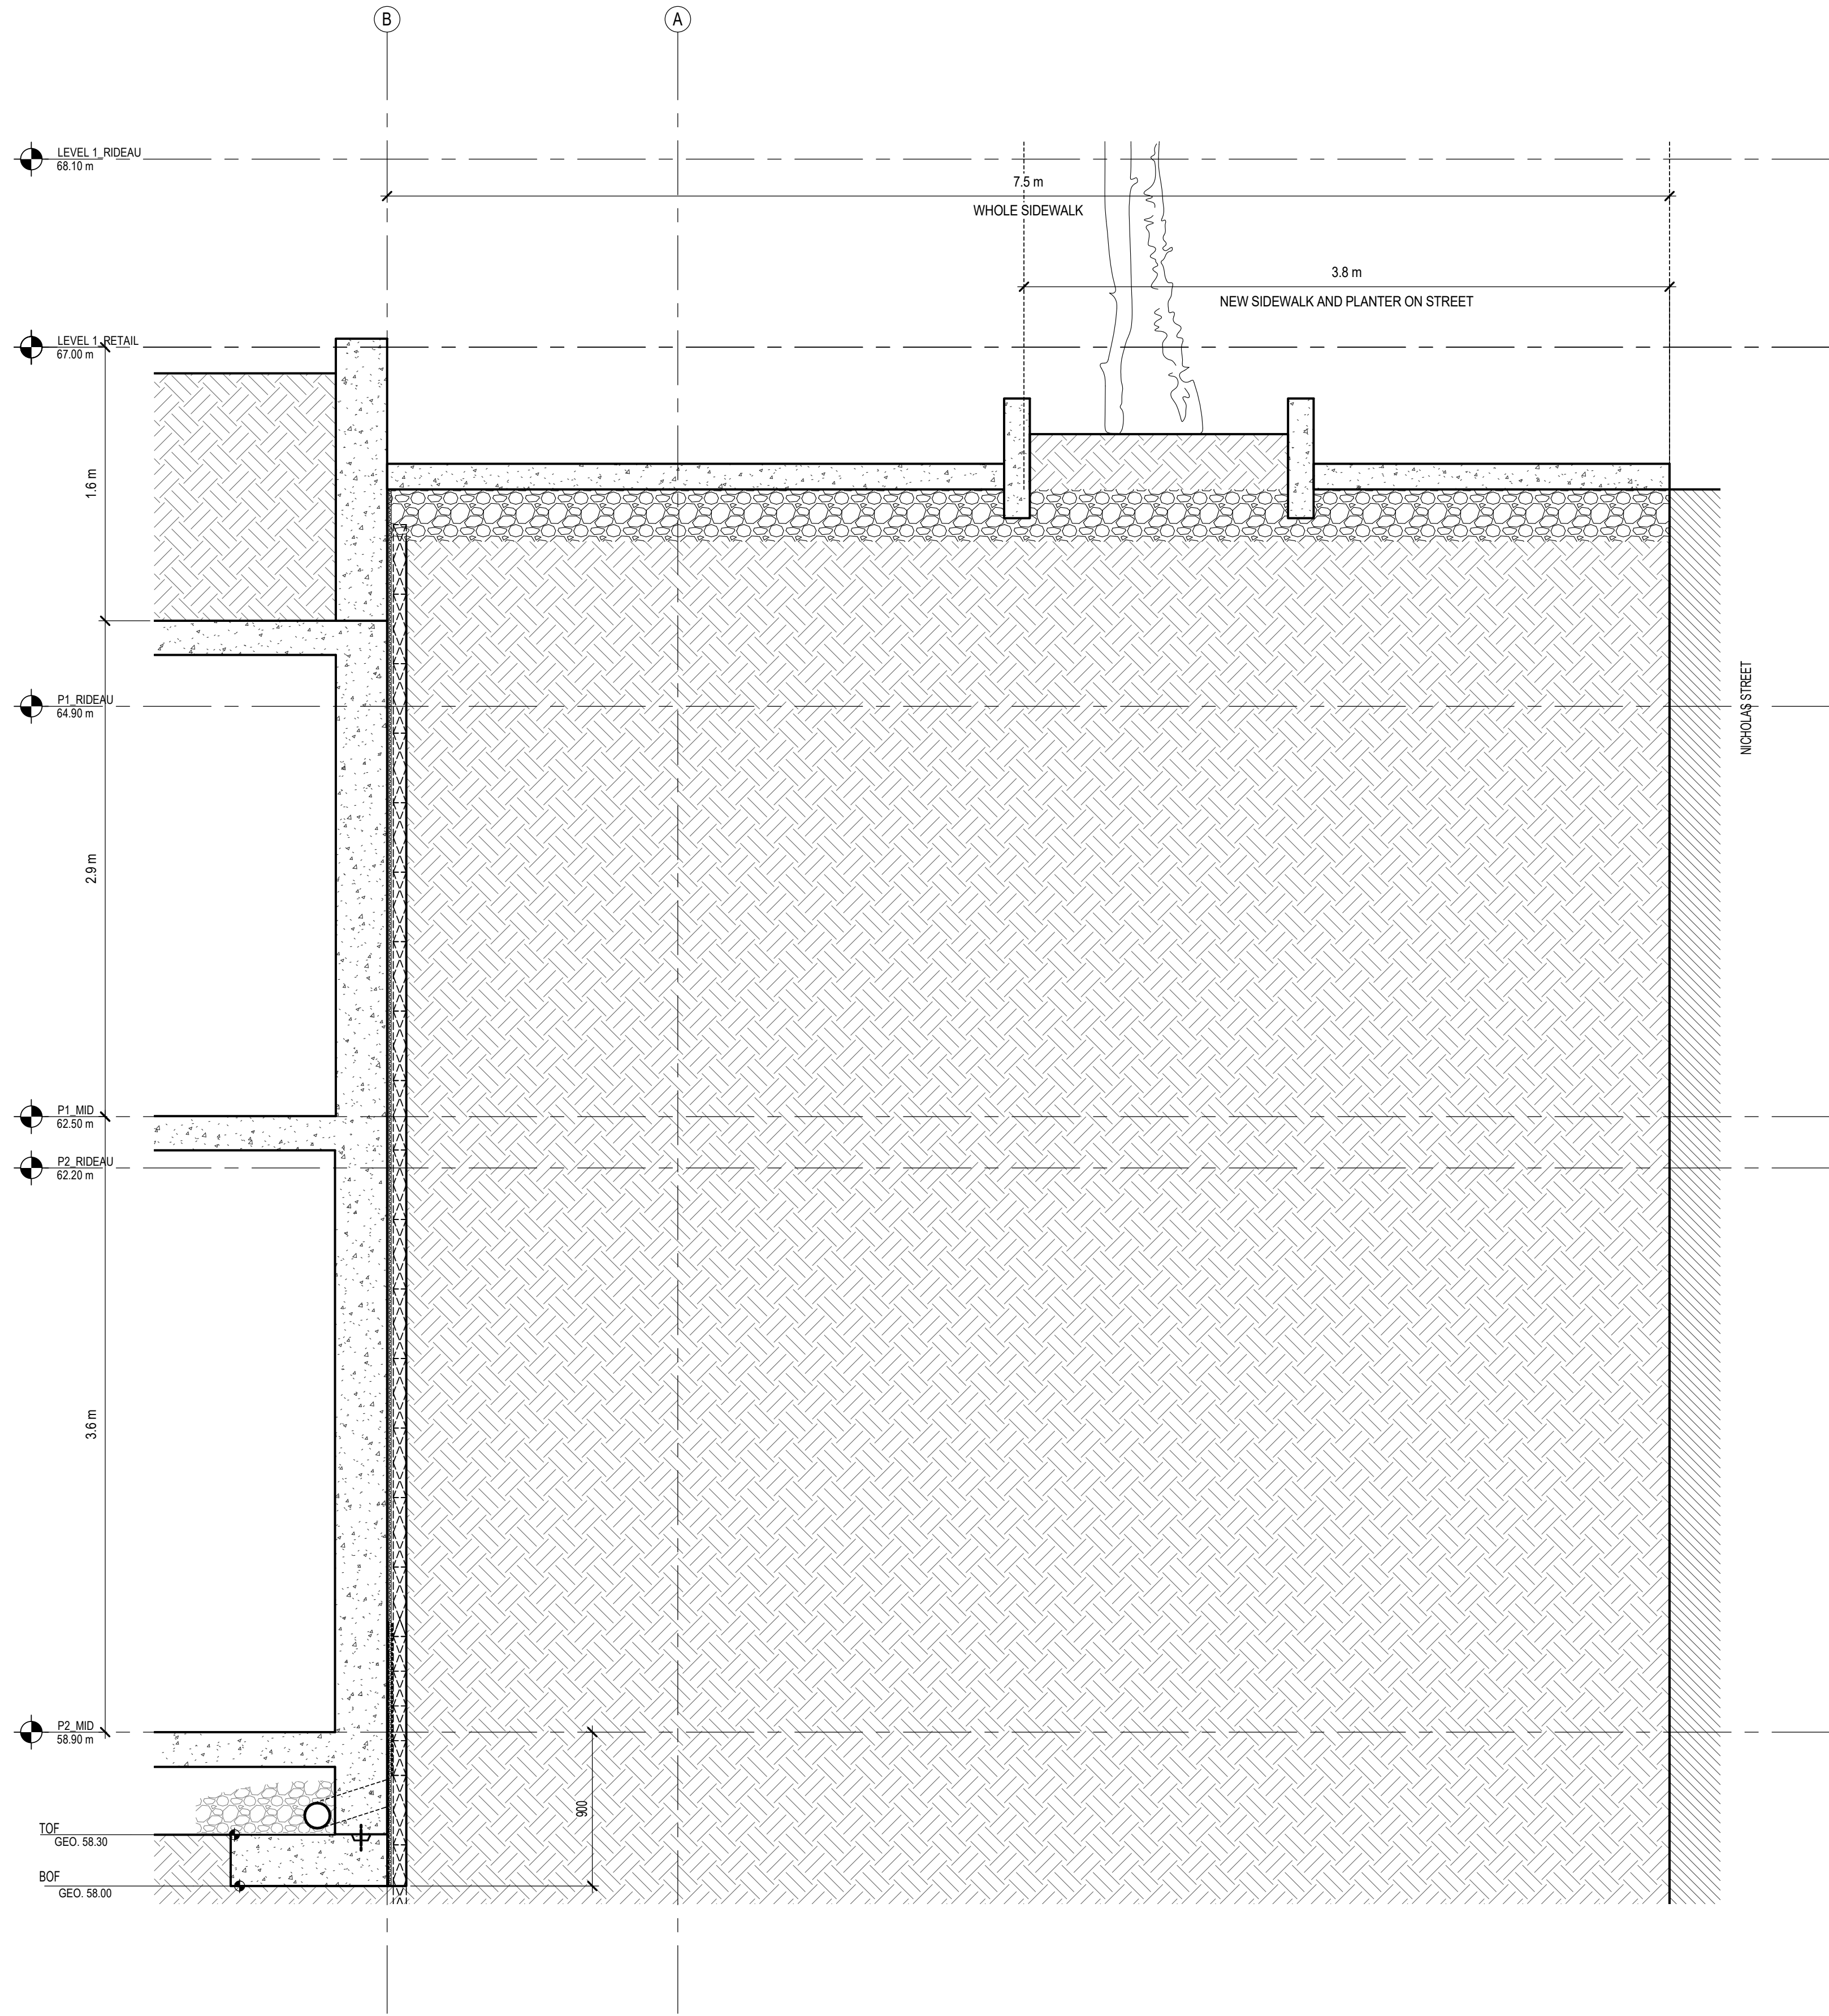 B
A
LEVEL 1_RIDEAU
68.10 m
7.5 m
WHOLE SIDEWALK
3.8 m
NEW SIDEWALK AND PLANTER ON STREET
LEVEL 1_RETAIL
67.00 m
1.6 m
P1_RIDEAU
64.90 m
NICHOLAS STREET
2.9 m
P1_MID
62.50 m
P2_RIDEAU
62.20 m
3.6 m
P2_MID
58.90 m
900
TOF
GEO. 58.30
BOF
GEO. 58.00